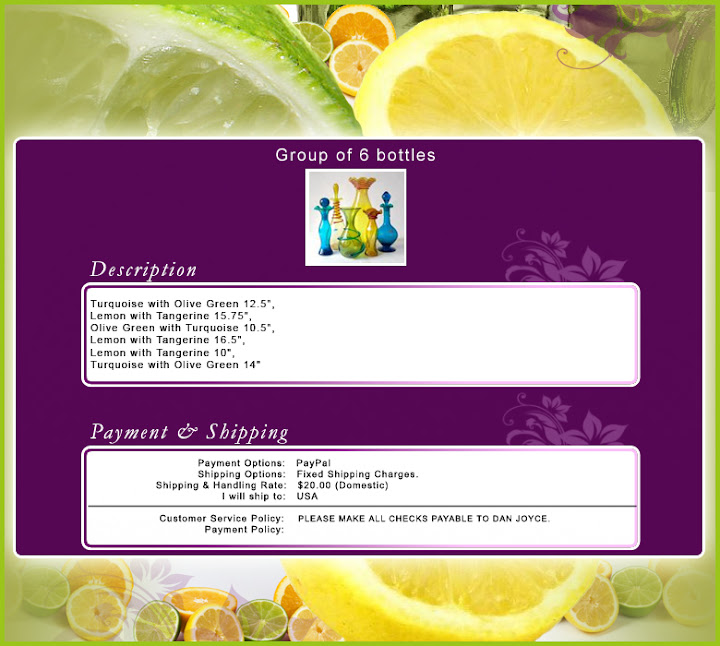 Group of 6 bottles
Description
Turquoise with Olive Green 12.5",
Lemon with Tangerine 15.75",
Olive Green with Turquoise 10.5",
Lemon with Tangerine 16.5",
Lemon with Tangerine 10",
Turquoise with Olive Green 14"
Payment & Shipping
Payment Options: PayPal
Shipping Options: Fixed Shipping Charges.
Shipping & Handling Rate: $20.00 (Domestic)
I will ship to: USA
Customer Service Policy: PLEASE MAKE ALL CHECKS PAYABLE TO DAN JOYCE.
Payment Policy: